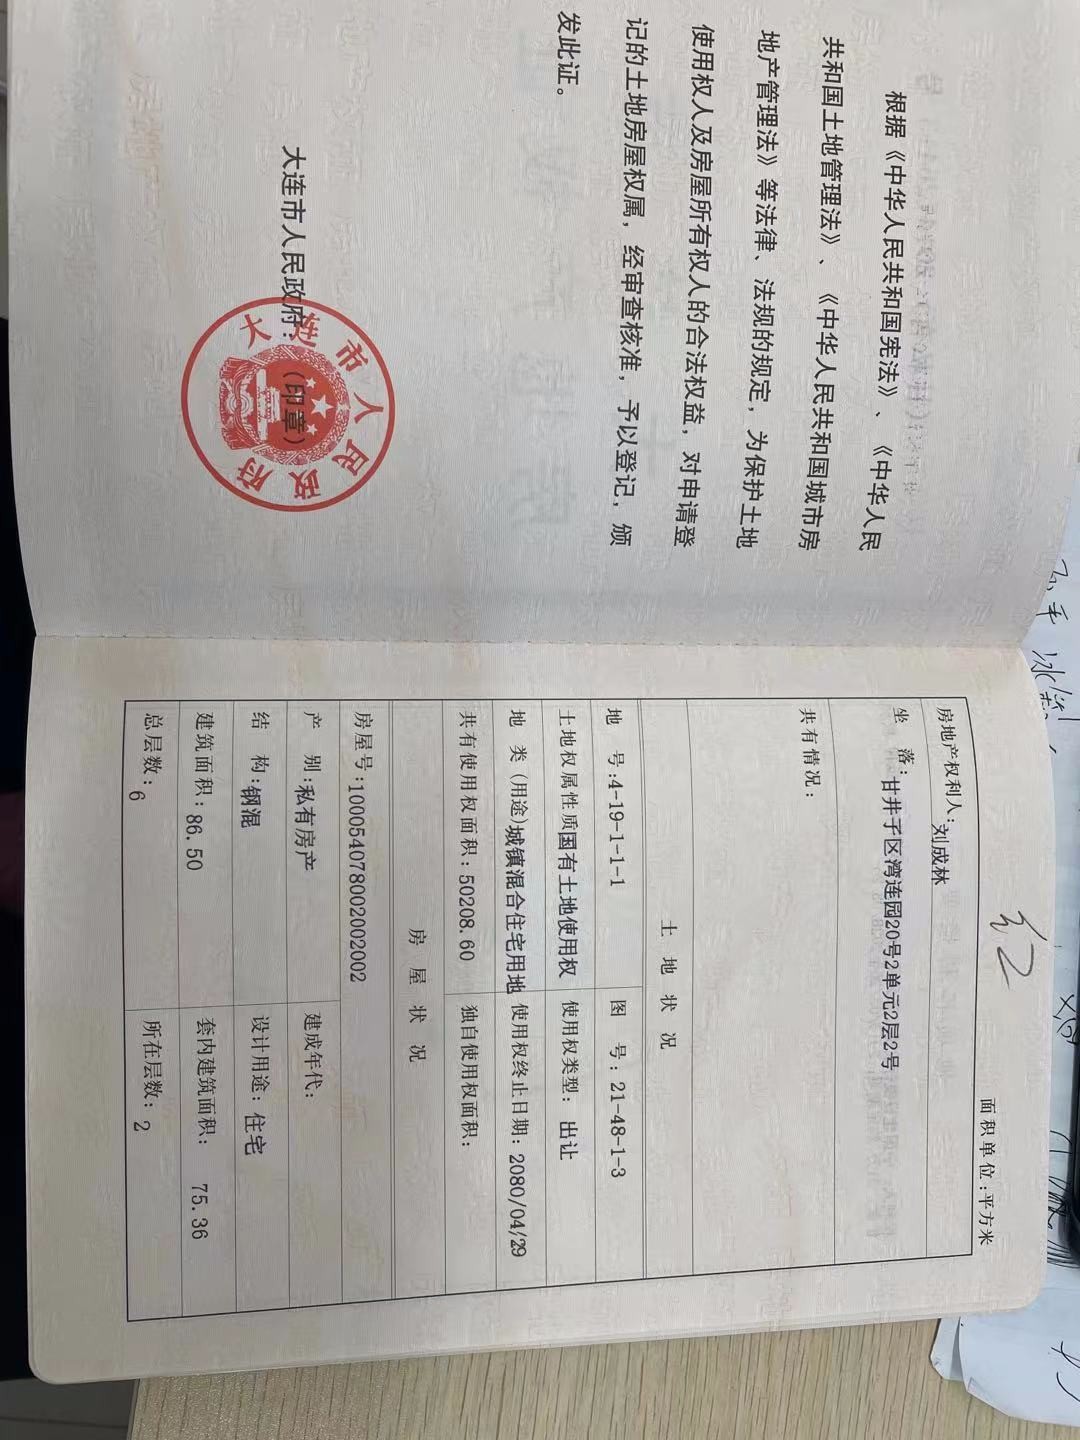 根据《中华人民共和国宪法》、《中华人民
共和国土地管理法》、《中华人民共和国城市房
地产管理法》等法律、法规的规定，为保护土地
使用权人及房屋所有权人的合法权益，对申请登
记的土地房屋权属，经审查核准，予以登记，颁
发此证。
大连市人民政府：（印章）
大连市人民政府
面积单位:平方米
房地产权利人:刘成林
坐 落:甘井子区湾连园20号2单元2层2号
共有情况:
土 地 状 况
地 号:4-19-1-1-1 图 号:21-48-1-3
土地权属性质国有土地使用权 使用权类型:出让
地 类(用途)城镇混合住宅用地 使用权终止日期:2080/04/29
共有使用权面积:50208.60 独自使用权面积:
房 屋 状 况
房屋号:100054078002002002
产 别:私有房产 建成年代:
结 构:钢混 设计用途:住宅
建筑面积:86.50 套内建筑面积: 75.36
总层数:6 所在层数:2